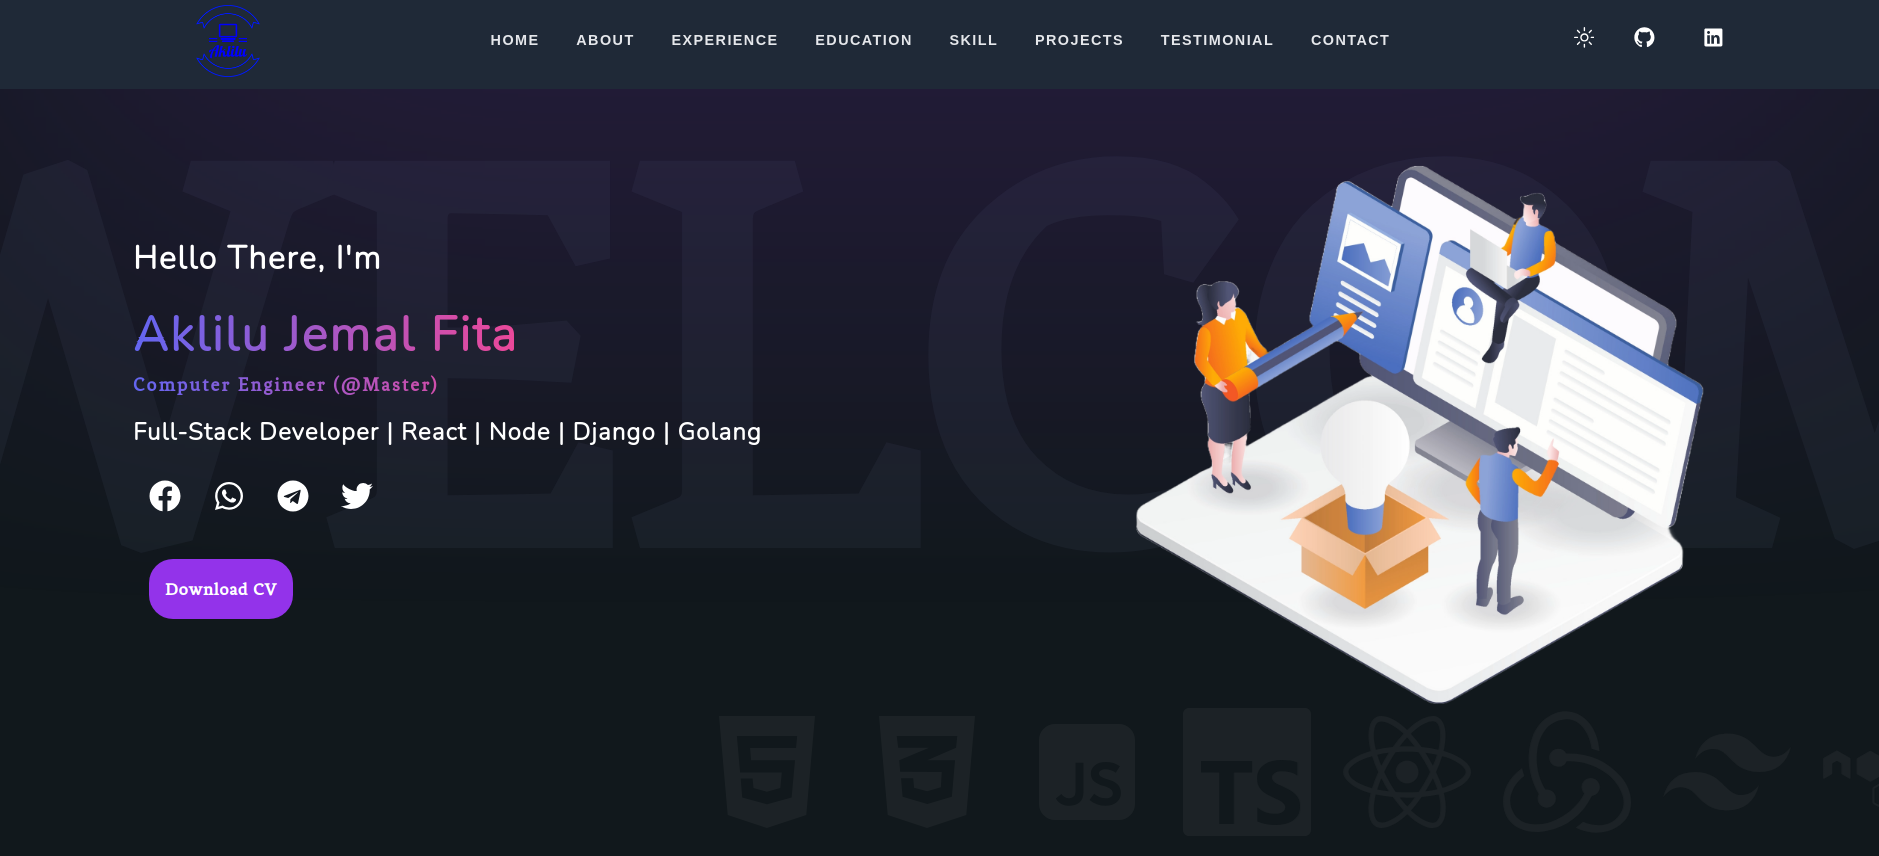 Aklilu
HOME ABOUT EXPERIENCE EDUCATION SKILL PROJECTS TESTIMONIAL CONTACT
in
WELCOM
Hello There, I'm
Aklilu Jemal Fita
Computer Engineer (@Master)
Full-Stack Developer | React | Node | Django | Golang
Download CV
5 3 JS TS